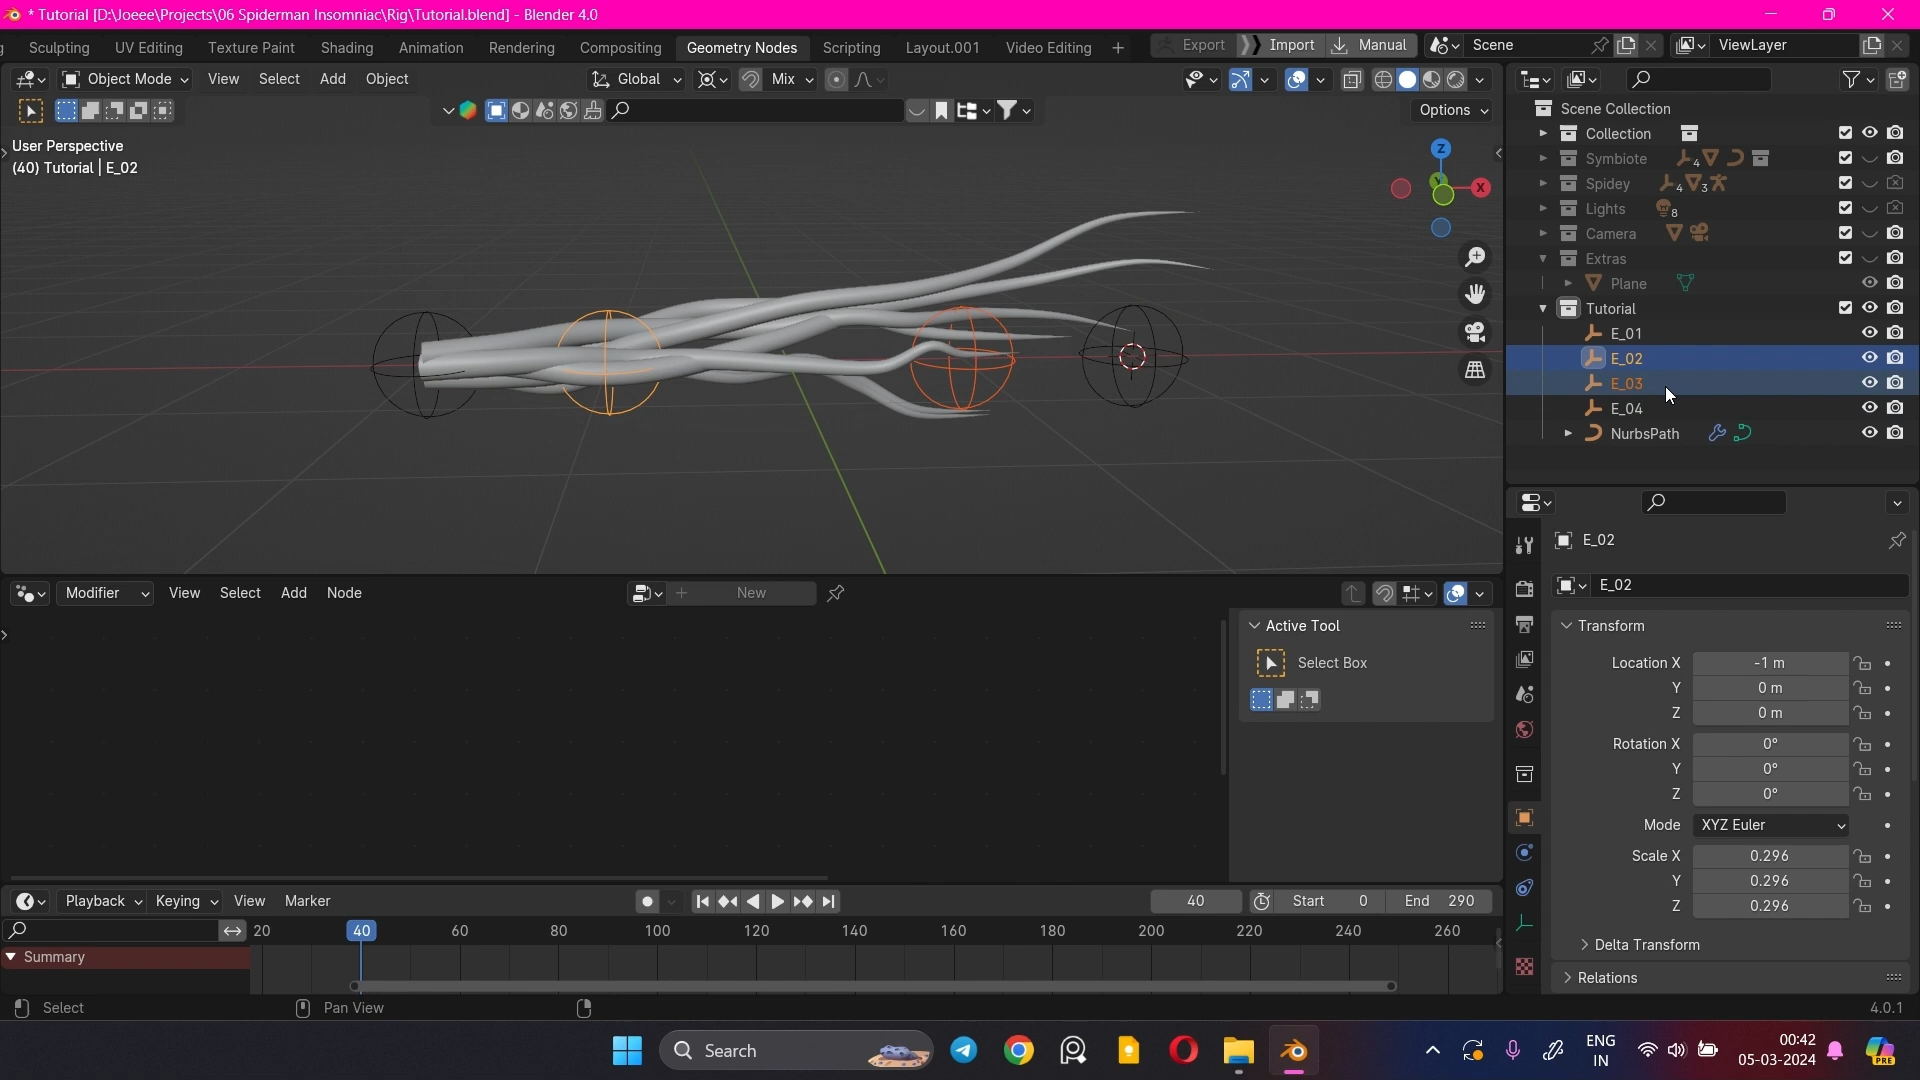 * Tutorial [D:\Joeee\Projects\06 Spiderman Insomniac\Rig\Tutorial.blend] - Blender 4.0
Sculpting UV Editing Texture Paint Shading Animation Rendering Compositing Geometry Nodes Scripting Layout.001 Video Editing + Export Import Manual Scene ViewLayer
Object Mode View Select Add Object Global Mix
Options
User Perspective
(40) Tutorial | E_02
Z
Y
X
Scene Collection
Collection
Symbiote 4
Spidey 4 3
Lights 8
Camera
Extras
Plane
Tutorial
E_01
E_02
E_03
E_04
NurbsPath
E_02
E_02
Transform
Location X -1 m
Y 0 m
Z 0 m
Rotation X 0°
Y 0°
Z 0°
Mode XYZ Euler
Scale X 0.296
Y 0.296
Z 0.296
Delta Transform
Relations
Modifier View Select Add Node New
Active Tool
Select Box
Playback Keying View Marker 40 Start 0 End 290
20 40 60 80 100 120 140 160 180 200 220 240 260
Summary
Select Pan View 4.0.1
Search
ENG
IN
00:42
05-03-2024
PRE